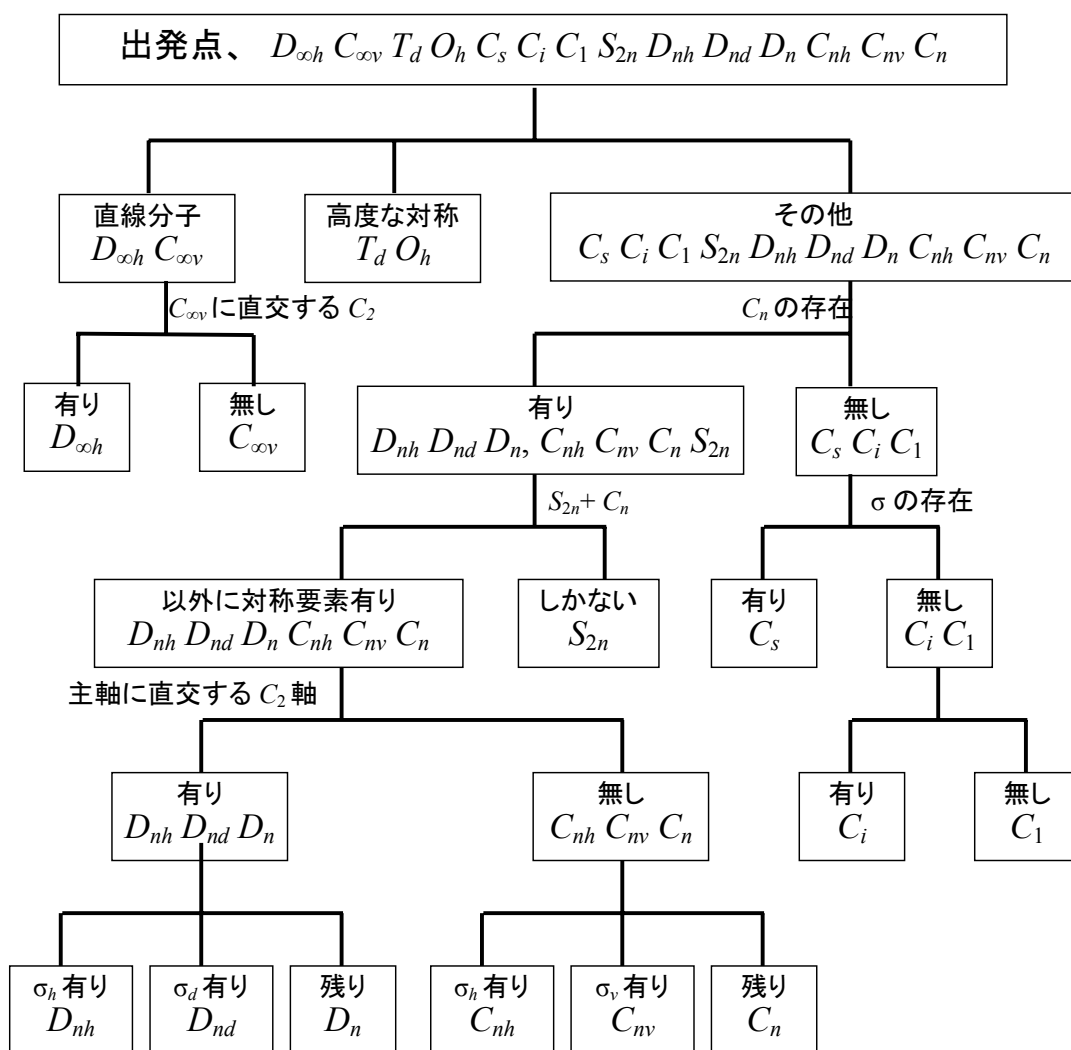 出発点、 D∞h C∞v Td Oh Cs Ci C1 S2n Dnh Dnd Dn Cnh Cnv Cn
直線分子
D∞h C∞v
高度な対称
Td Oh
その他
Cs Ci C1 S2n Dnh Dnd Dn Cnh Cnv Cn
C∞v に直交する C2
Cn の存在
有り
D∞h
無し
C∞v
有り
Dnh Dnd Dn, Cnh Cnv Cn S2n
無し
Cs Ci C1
S2n+ Cn
σ の存在
以外に対称要素有り
Dnh Dnd Dn Cnh Cnv Cn
しかない
S2n
有り
Cs
無し
Ci C1
主軸に直交する C2 軸
有り
Dnh Dnd Dn
無し
Cnh Cnv Cn
有り
Ci
無し
C1
σh 有り
Dnh
σd 有り
Dnd
残り
Dn
σh 有り
Cnh
σv 有り
Cnv
残り
Cn